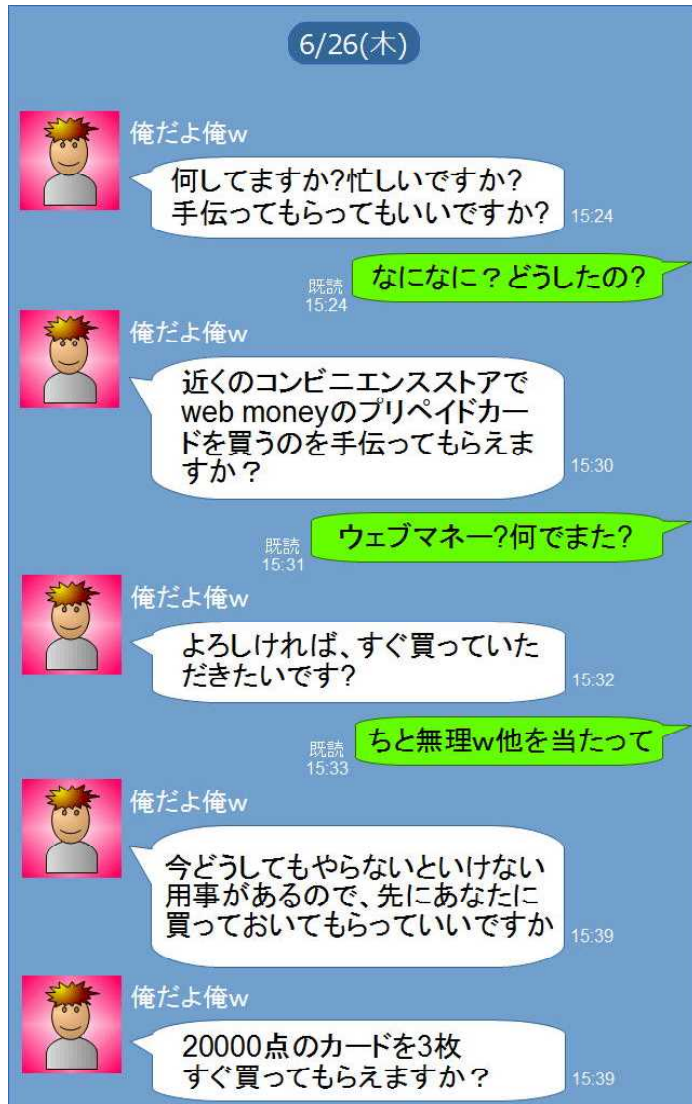 6/26(木)
俺だよ俺w
何してますか?忙しいですか?
手伝ってもらってもいいですか?
15:24
なになに？どうしたの?
既読
15:24
俺だよ俺w
近くのコンビニエンスストアで
web moneyのプリペイドカー
ドを買うのを手伝ってもらえま
すか？
15:30
ウェブマネー?何でまた?
既読
15:31
俺だよ俺w
よろしければ、すぐ買っていた
だきたいです?
15:32
ちと無理w他を当たって
既読
15:33
俺だよ俺w
今どうしてもやらないといけない
用事があるので、先にあなたに
買っておいてもらっていいですか
15:39
俺だよ俺w
20000点のカードを3枚
すぐ買ってもらえますか？
15:39